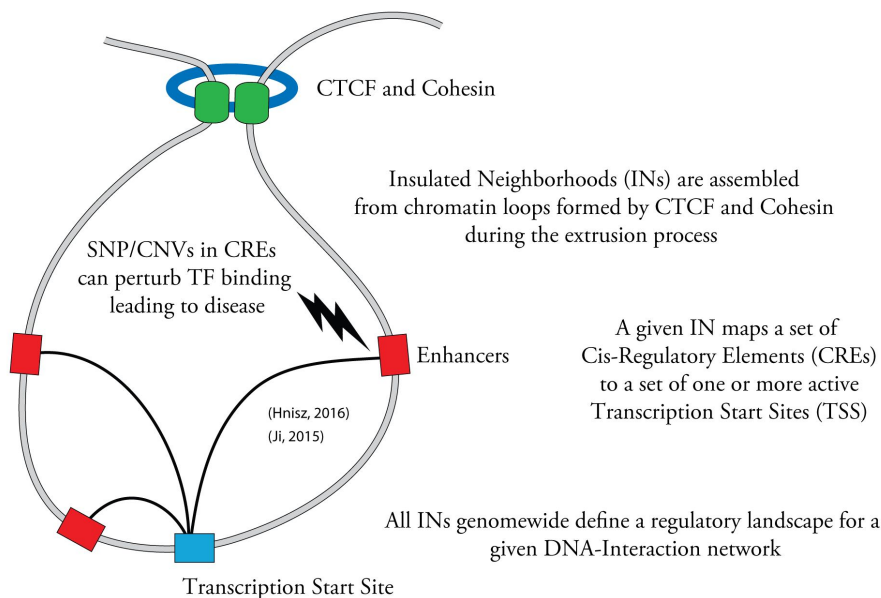 CTCF and Cohesin
Insulated Neighborhoods (INs) are assembled
from chromatin loops formed by CTCF and Cohesin
during the extrusion process
SNP/CNVs in CREs
can perturb TF binding
leading to disease
Enhancers
A given IN maps a set of
Cis-Regulatory Elements (CREs)
to a set of one or more active
Transcription Start Sites (TSS)
(Hnisz, 2016)
(Ji, 2015)
All INs genomewide define a regulatory landscape for a
given DNA-Interaction network
Transcription Start Site